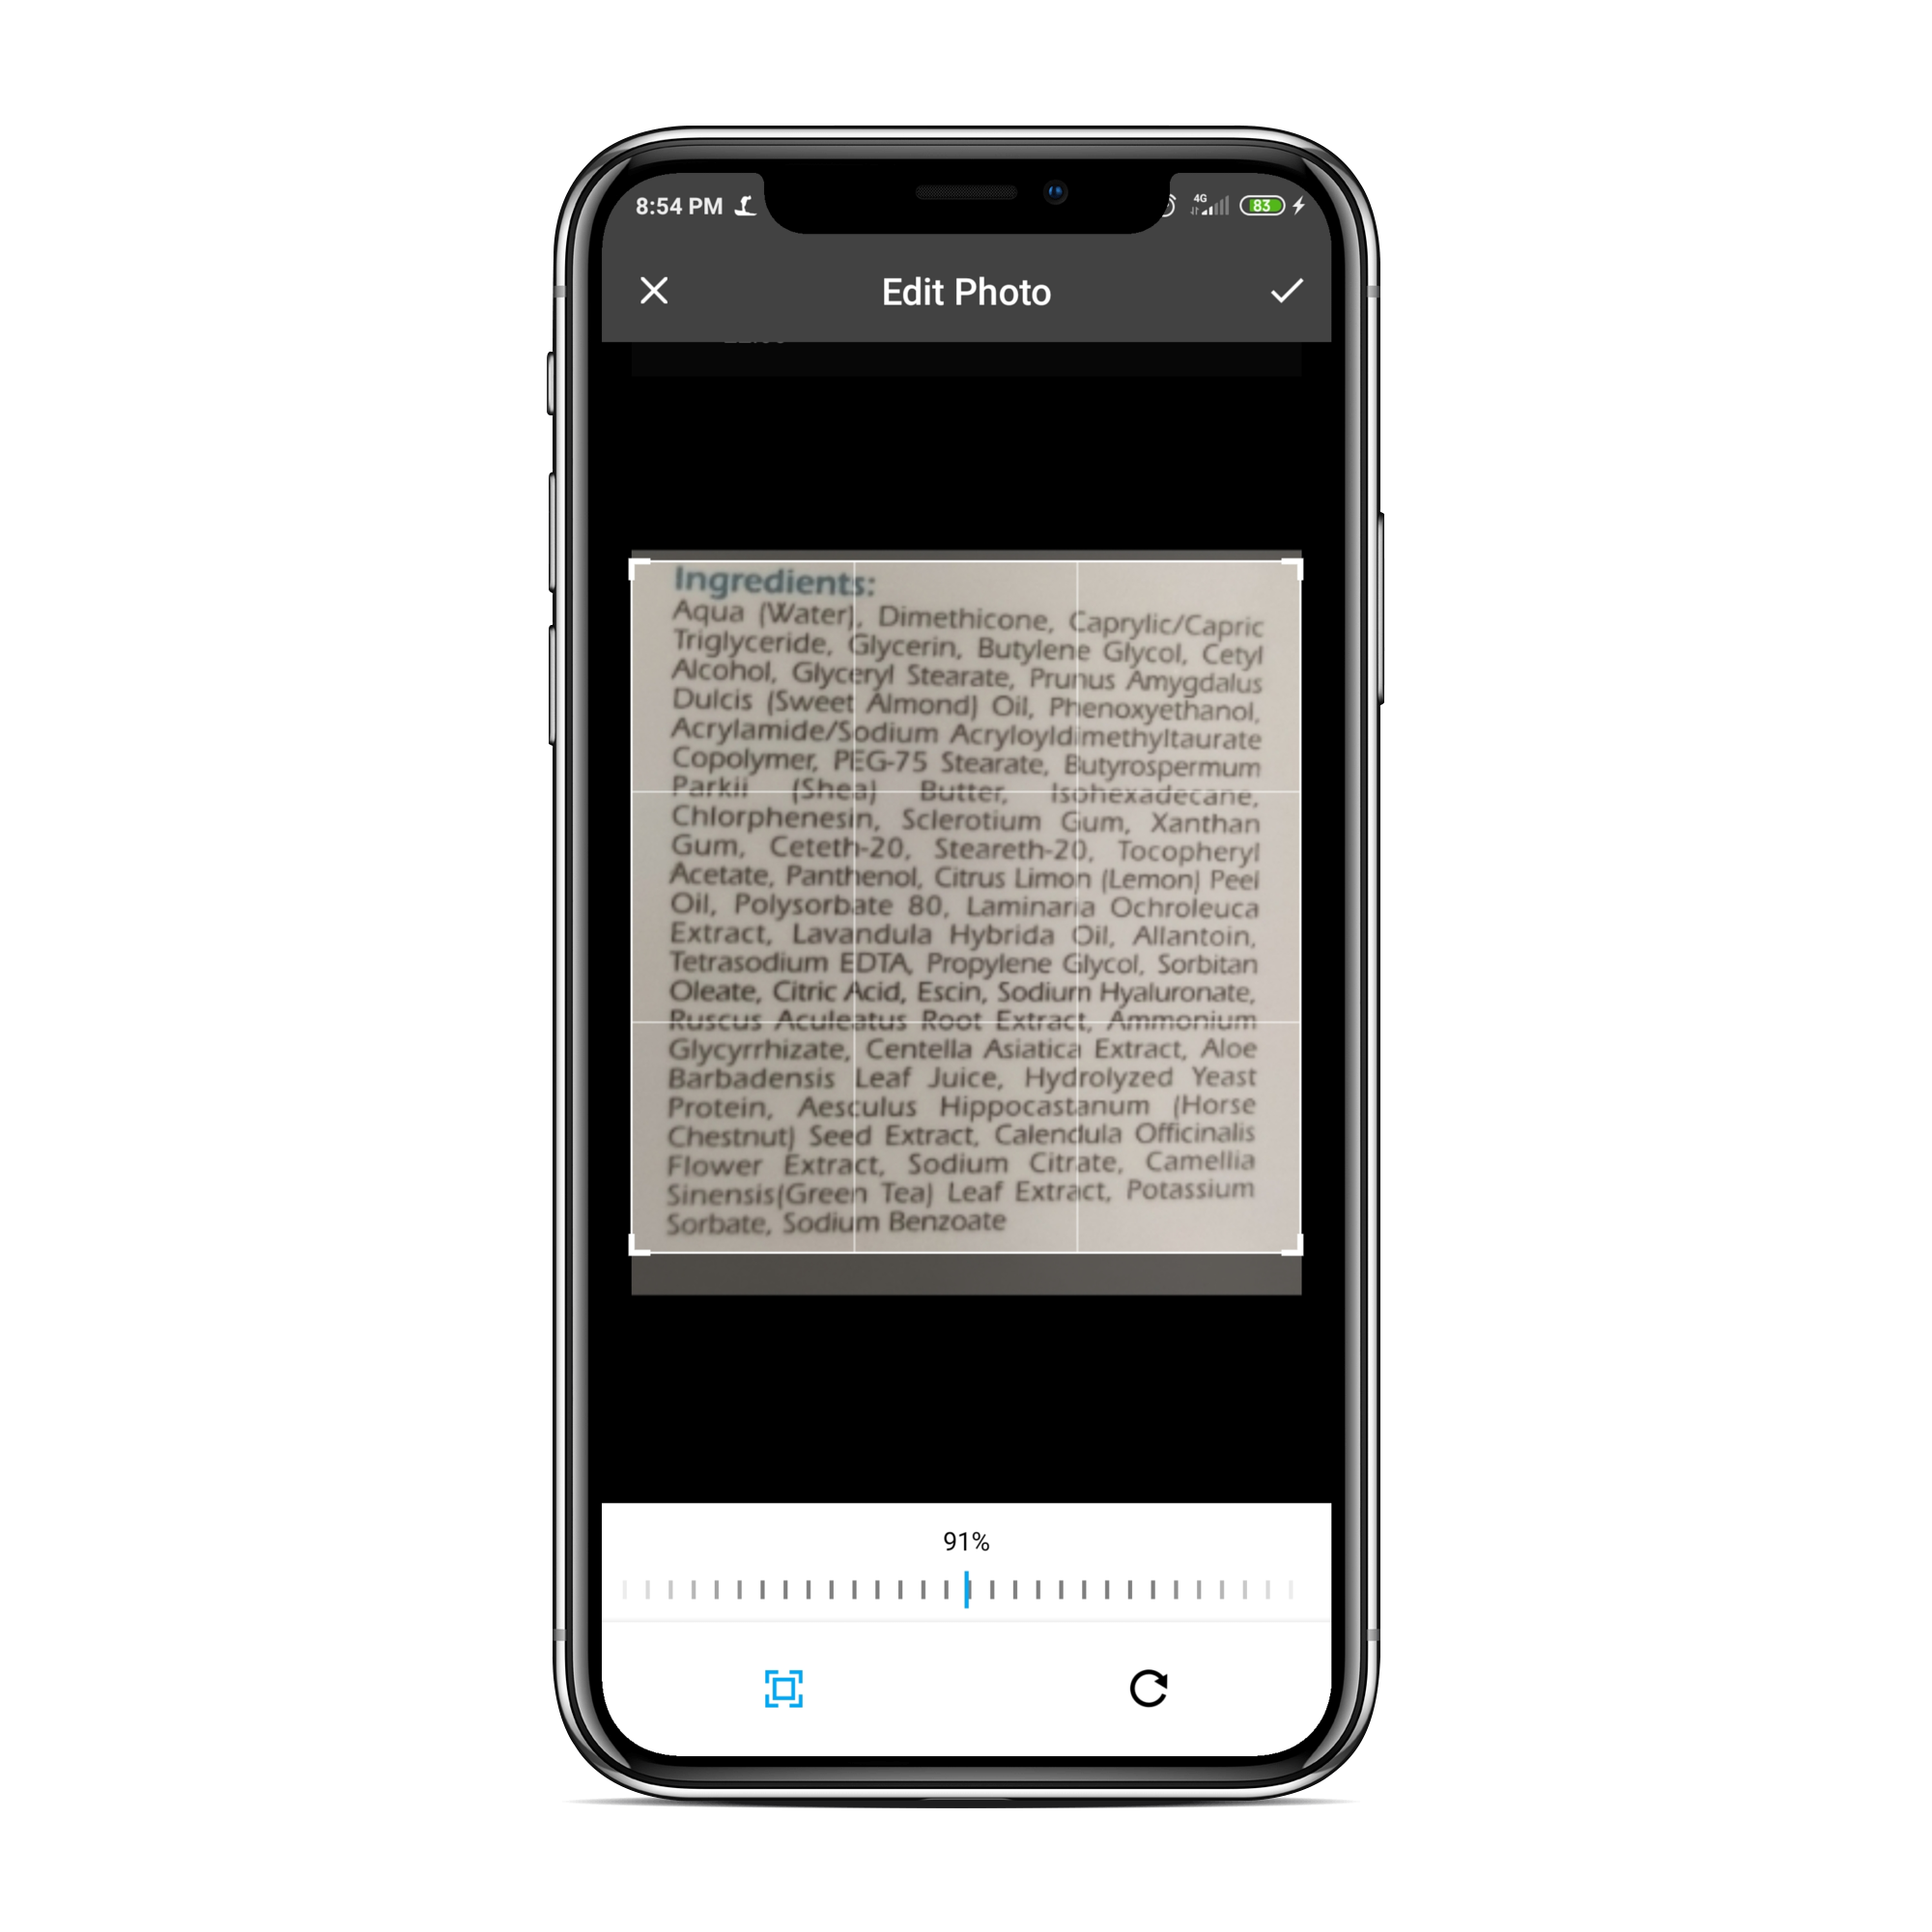 8:54 PM
4G
83
Edit Photo
Ingredients:
Aqua (Water), Dimethicone, Caprylic/Capric
Triglyceride, Glycerin, Butylene Glycol, Cetyl
Alcohol, Glyceryl Stearate, Prunus Amygdalus
Dulcis (Sweet Almond) Oil, Phenoxyethanol,
Acrylamide/Sodium Acryloyldimethyltaurate
Copolymer, PEG-75 Stearate, Butyrospermum
Parkii (Shea) Butter, Isohexadecane,
Chlorphenesin, Sclerotium Gum, Xanthan
Gum, Ceteth-20, Steareth-20, Tocopheryl
Acetate, Panthenol, Citrus Limon (Lemon) Peel
Oil, Polysorbate 80, Laminaria Ochroleuca
Extract, Lavandula Hybrida Oil, Allantoin,
Tetrasodium EDTA, Propylene Glycol, Sorbitan
Oleate, Citric Acid, Escin, Sodium Hyaluronate,
Ruscus Aculeatus Root Extract, Ammonium
Glycyrrhizate, Centella Asiatica Extract, Aloe
Barbadensis Leaf Juice, Hydrolyzed Yeast
Protein, Aesculus Hippocastanum (Horse
Chestnut) Seed Extract, Calendula Officinalis
Flower Extract, Sodium Citrate, Camellia
Sinensis(Green Tea) Leaf Extract, Potassium
Sorbate, Sodium Benzoate
91%